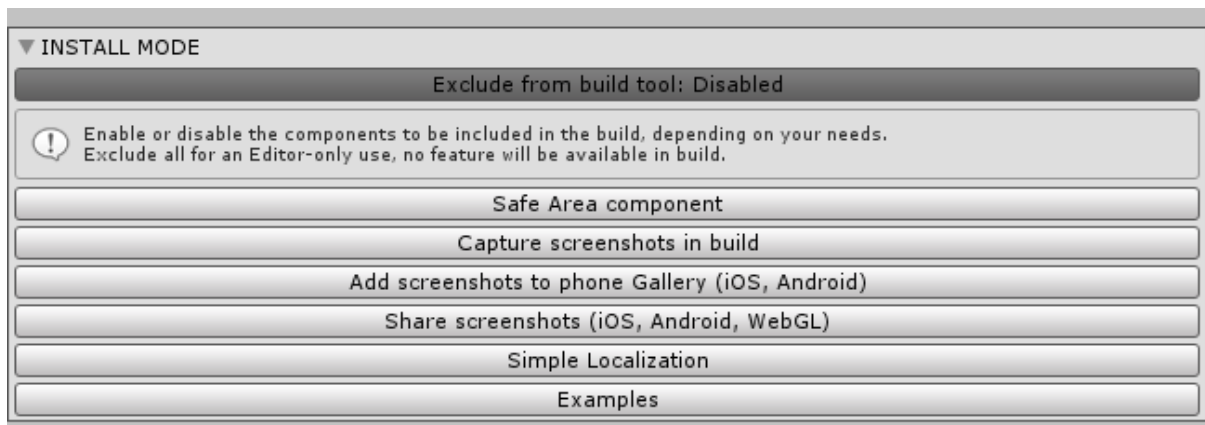 INSTALL MODE
Exclude from build tool: Disabled
Enable or disable the components to be included in the build, depending on your needs.
Exclude all for an Editor-only use, no feature will be available in build.
Safe Area component
Capture screenshots in build
Add screenshots to phone Gallery (iOS, Android)
Share screenshots (iOS, Android, WebGL)
Simple Localization
Examples